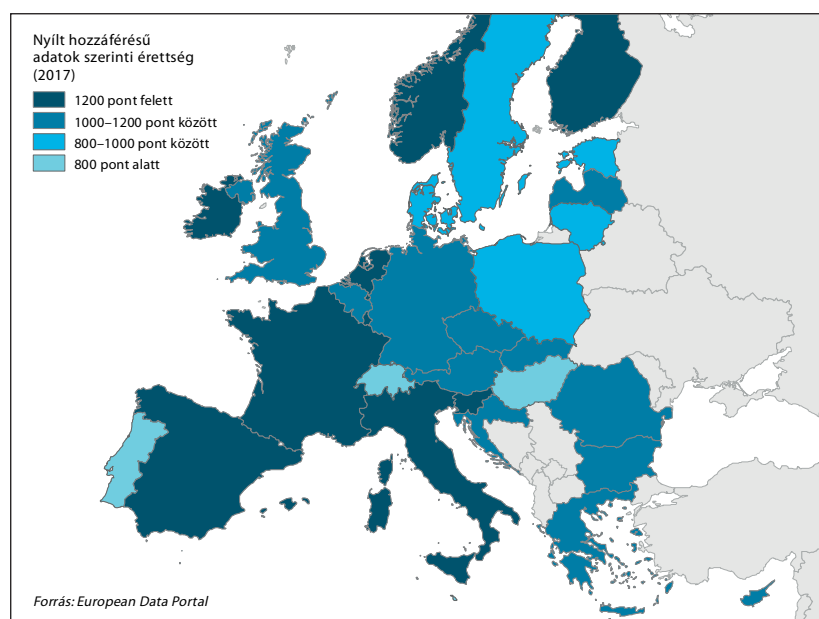 Nyílt hozzáférésű
adatok szerinti érettség
(2017)
1200 pont felett
1000–1200 pont között
800–1000 pont között
800 pont alatt
Forrás: European Data Portal